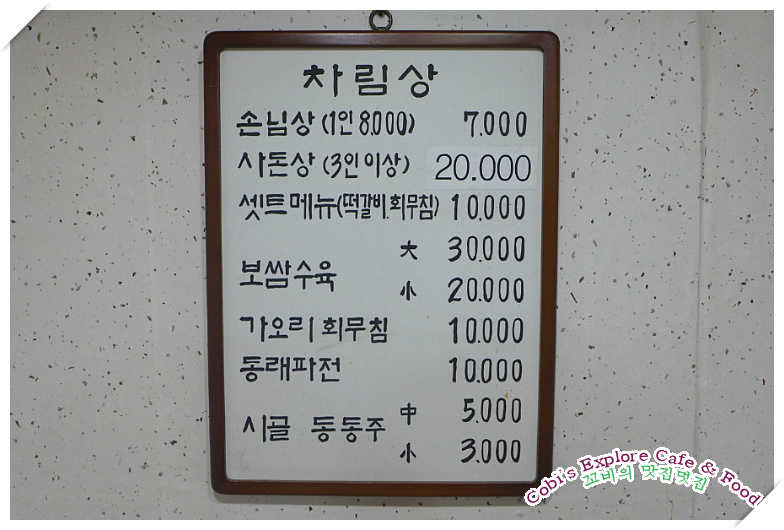 차림상
손님상 (1인 8.000) 7.000
사돈상 (3인 이상) 20.000
셋트메뉴(떡갈비.회무침) 10.000
보쌈수육 大 30.000
小 20.000
가오리 회무침 10.000
동래파전 10.000
시골 동동주 中 5.000
小 3.000
Cobi's Explore Cafe & Food
꼬비의 맛집멋집